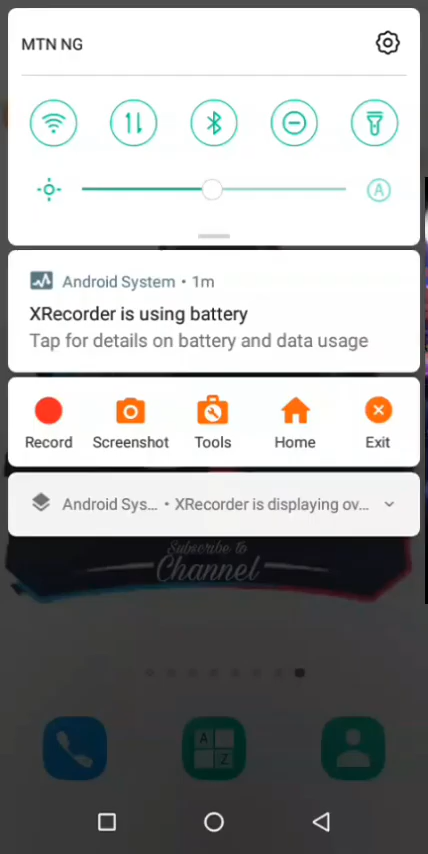 MTN NG
A
Android System • 1m
XRecorder is using battery
Tap for details on battery and data usage
Record Screenshot Tools Home Exit
Android Sys... • XRecorder is displaying ov...
Subscribe to
Channel
A
Z